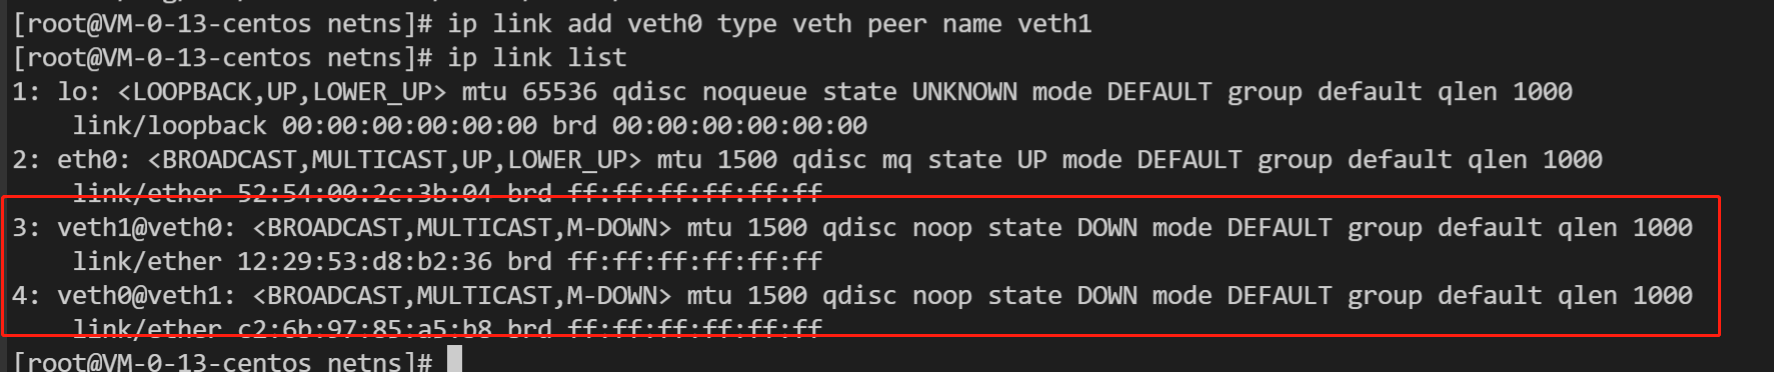 [root@VM-0-13-centos netns]# ip link add veth0 type veth peer name veth1
[root@VM-0-13-centos netns]# ip link list
1: lo: <LOOPBACK,UP,LOWER_UP> mtu 65536 qdisc noqueue state UNKNOWN mode DEFAULT group default qlen 1000
    link/loopback 00:00:00:00:00:00 brd 00:00:00:00:00:00
2: eth0: <BROADCAST,MULTICAST,UP,LOWER_UP> mtu 1500 qdisc mq state UP mode DEFAULT group default qlen 1000
    link/ether 52:54:00:2c:3b:04 brd ff:ff:ff:ff:ff:ff
3: veth1@veth0: <BROADCAST,MULTICAST,M-DOWN> mtu 1500 qdisc noop state DOWN mode DEFAULT group default qlen 1000
    link/ether 12:29:53:d8:b2:36 brd ff:ff:ff:ff:ff:ff
4: veth0@veth1: <BROADCAST,MULTICAST,M-DOWN> mtu 1500 qdisc noop state DOWN mode DEFAULT group default qlen 1000
    link/ether c2:6b:97:85:a5:b8 brd ff:ff:ff:ff:ff:ff
[root@VM-0-13-centos netns]#